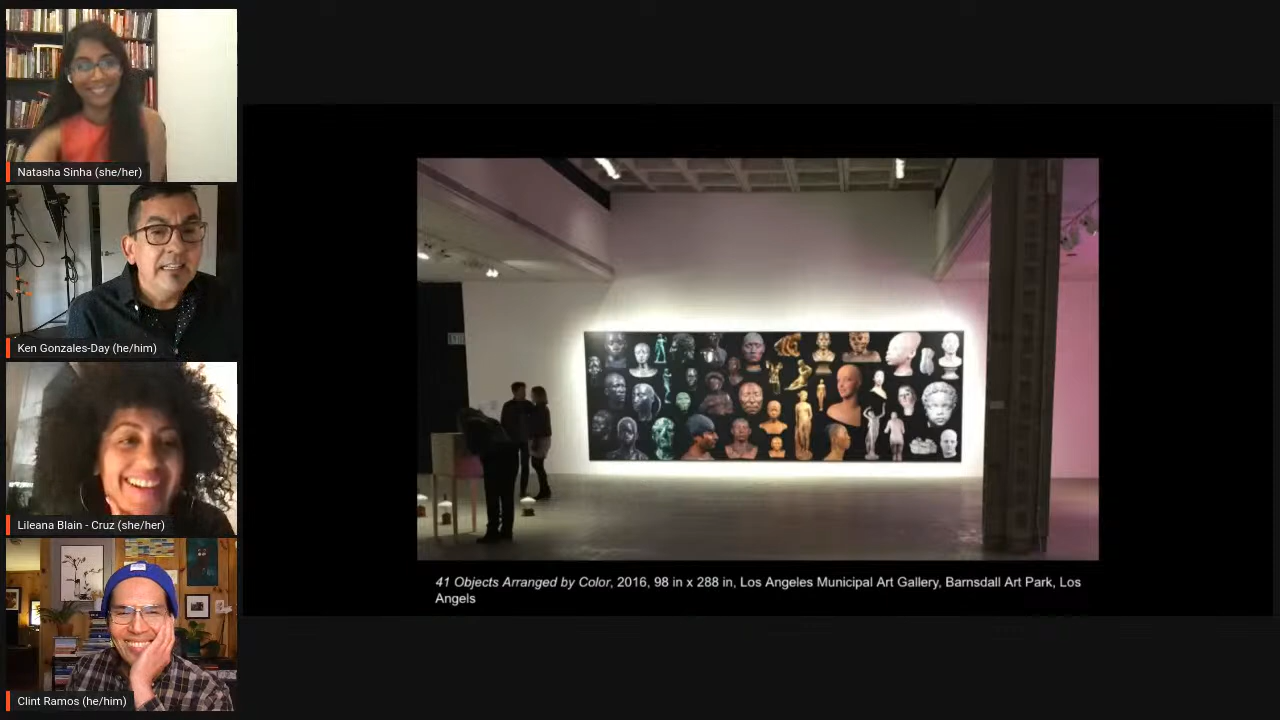 Natasha Sinha (she/her)
Ken Gonzales-Day (he/him)
Lileana Blain - Cruz (she/her)
Clint Ramos (he/him)
41 Objects Arranged by Color, 2016, 98 in x 288 in, Los Angeles Municipal Art Gallery, Barnsdall Art Park, Los
Angels